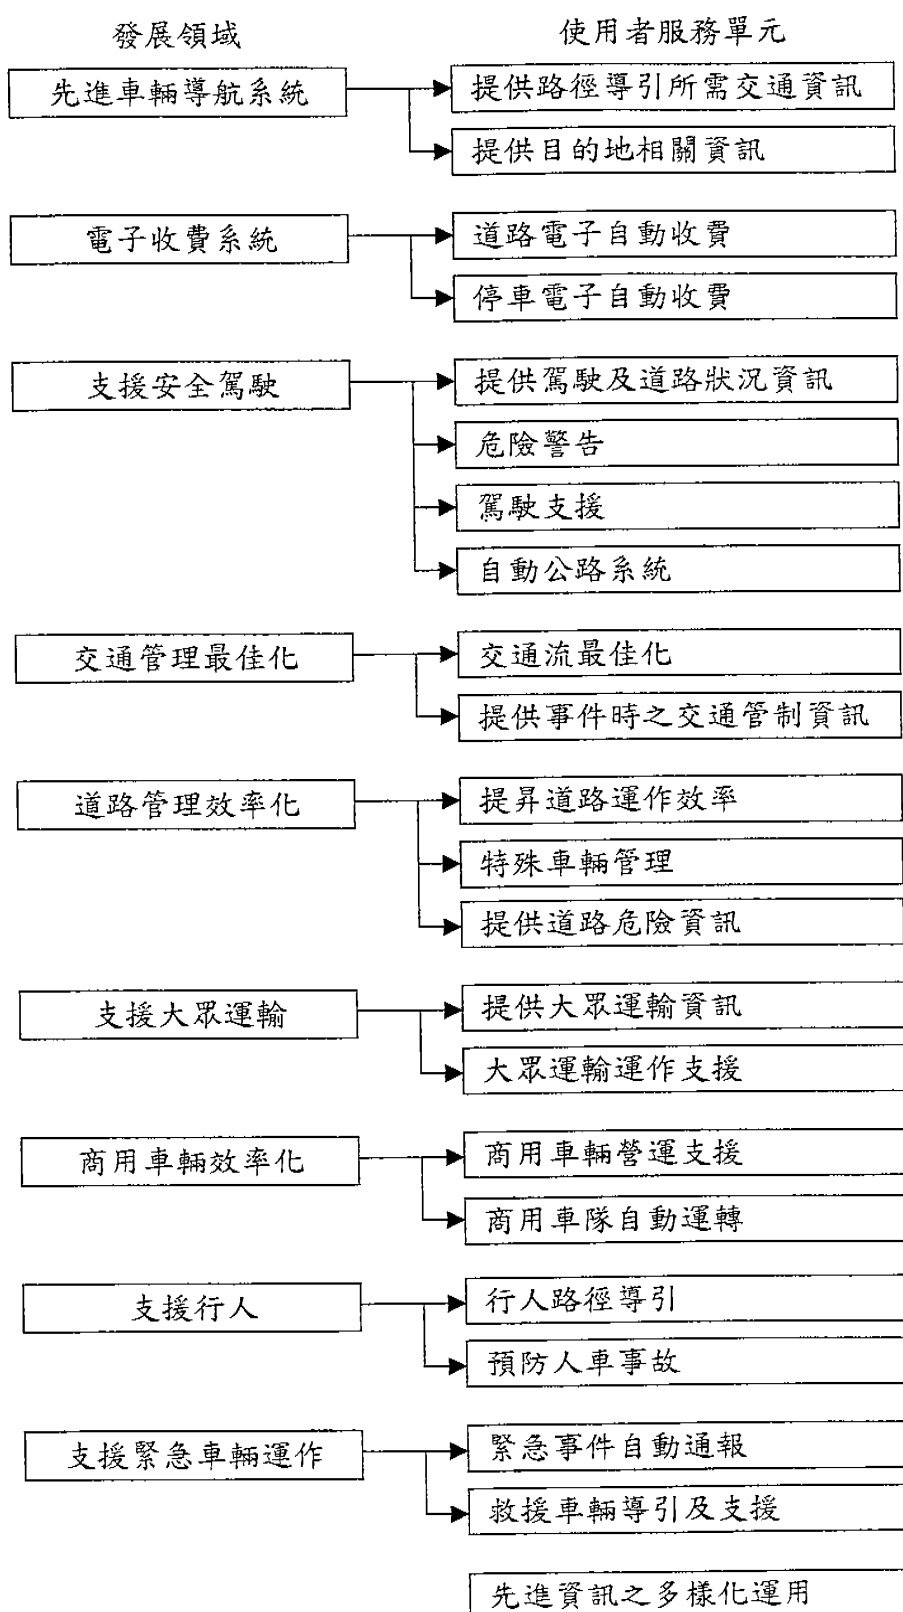 發展領域
使用者服務單元
先進車輛導航系統
提供路徑導引所需交通資訊
提供目的地相關資訊
電子收費系統
道路電子自動收費
停車電子自動收費
支援安全駕駛
提供駕駛及道路狀況資訊
危險警告
駕駛支援
自動公路系統
交通管理最佳化
交通流最佳化
提供事件時之交通管制資訊
道路管理效率化
提昇道路運作效率
特殊車輛管理
提供道路危險資訊
支援大眾運輸
提供大眾運輸資訊
大眾運輸運作支援
商用車輛效率化
商用車輛營運支援
商用車隊自動運轉
支援行人
行人路徑導引
預防人車事故
支援緊急車輛運作
緊急事件自動通報
救援車輛導引及支援
先進資訊之多樣化運用